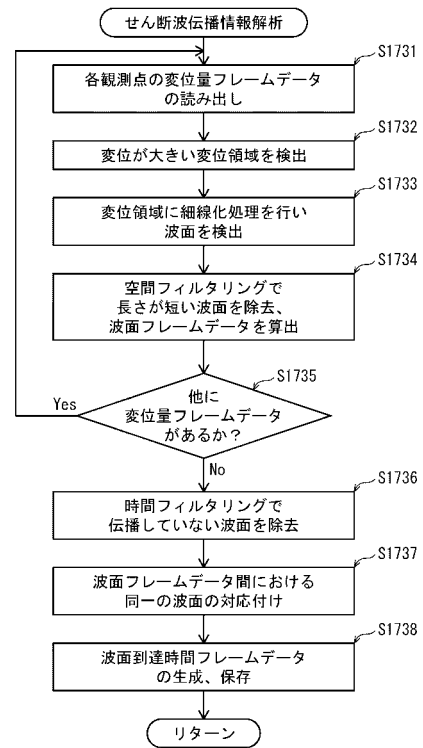 せん断波伝播情報解析
S1731
各観測点の変位量フレームデータ
の読み出し
S1732
変位が大きい変位領域を検出
S1733
変位領域に細線化処理を行い
波面を検出
S1734
空間フィルタリングで
長さが短い波面を除去、
波面フレームデータを算出
S1735
Yes
他に
変位量フレームデータ
があるか?
No
S1736
時間フィルタリングで
伝播していない波面を除去
S1737
波面フレームデータ間における
同一の波面の対応付け
S1738
波面到達時間フレームデータ
の生成、保存
リターン